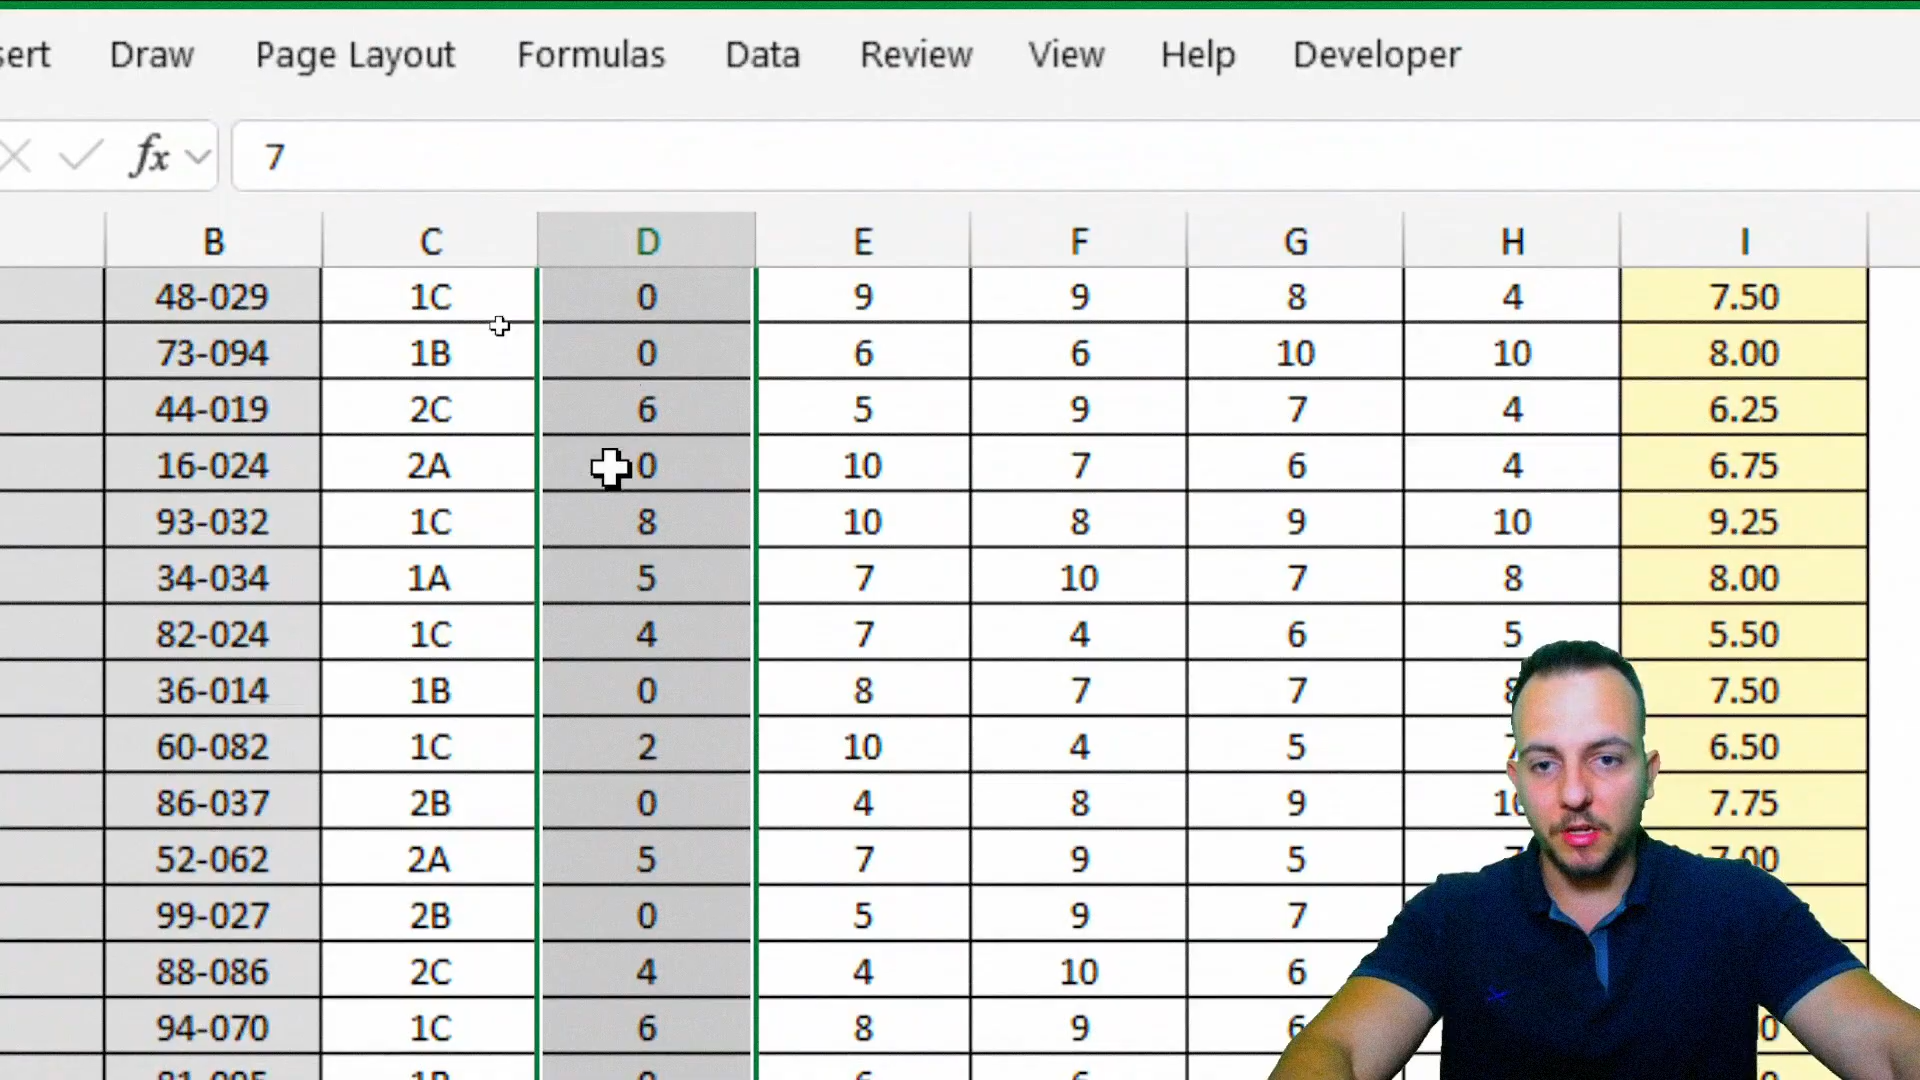 sert Draw Page Layout Formulas Data Review View Help Developer
fx 7
B C D E F G H I
48-029 1C 0 9 9 8 4 7.50
73-094 1B 0 6 6 10 10 8.00
44-019 2C 6 5 9 7 4 6.25
16-024 2A 0 10 7 6 4 6.75
93-032 1C 8 10 8 9 10 9.25
34-034 1A 5 7 10 7 8 8.00
82-024 1C 4 7 4 6 5 5.50
36-014 1B 0 8 7 7 8 7.50
60-082 1C 2 10 4 5 7 6.50
86-037 2B 0 4 8 9 10 7.75
52-062 2A 5 7 9 5 7 7.00
99-027 2B 0 5 9 7
88-086 2C 4 4 10 6
94-070 1C 6 8 9 6